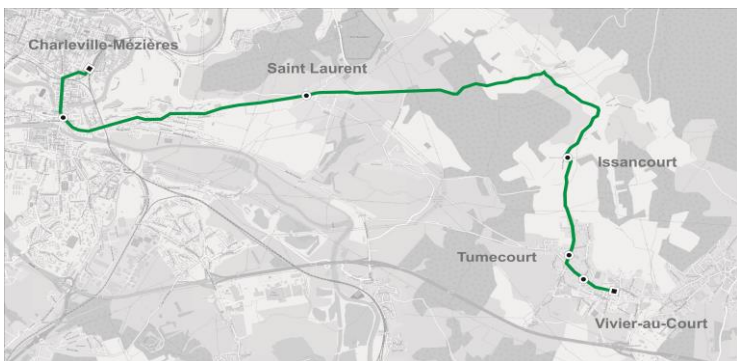 Charleville-Mézières
Saint Laurent
Issancourt
Tumecourt
Vivier-au-Court